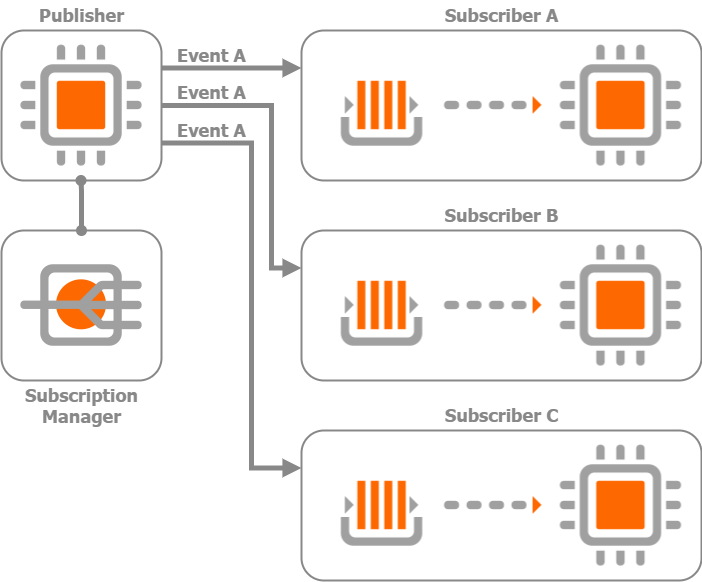 Publisher
Subscriber A
Event A
Event A
Event A
Subscriber B
Subscription
Manager
Subscriber C